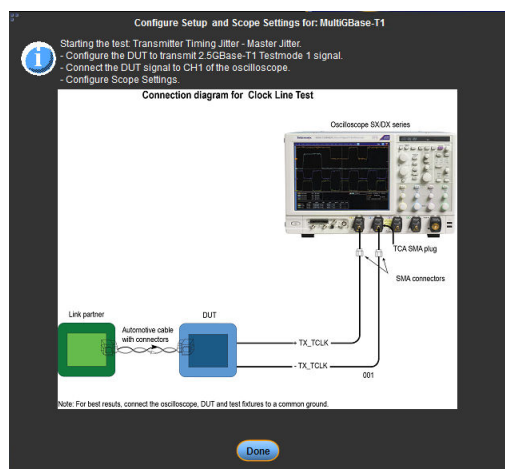 Configure Setup and Scope Settings for: MultiGBase-T1
Starting the test: Transmitter Timing Jitter - Master Jitter.
- Configure the DUT to transmit 2.5GBase-T1 Testmode 1 signal.
- Connect the DUT signal to CH1 of the oscilloscope.
- Configure Scope Settings.
Connection diagram for Clock Line Test
Oscilloscope SX/DX series
TCA SMA plug
SMA connectors
Link partner
Automotive cable
with connectors
DUT
TX_TCLK
- TX_TCLK
001
Note: For best resuts, connect the oscilloscope, DUT and test fixtures to a common ground.
Done